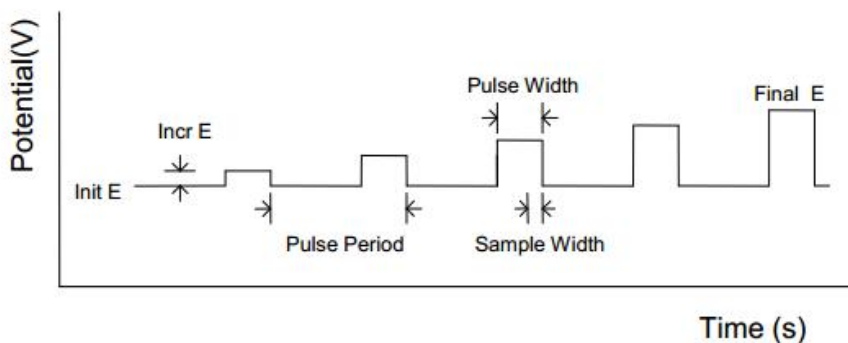 Potential(V)
Pulse Width
Final E
Incr E
Init E
Pulse Period
Sample Width
Time (s)